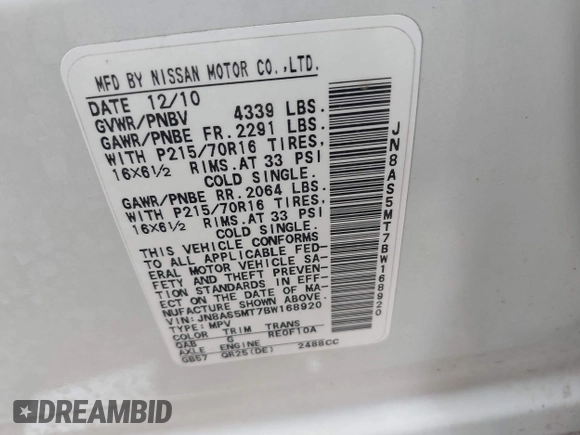 MFD BY NISSAN MOTOR CO.,LTD.
DATE 12/10
GVWR/PNBV 4339 LBS.
GAWR/PNBE FR. 2291 LBS.
WITH P215/70R16 TIRES,
16X6½ RIMS. AT 33 PSI
COLD SINGLE.
GAWR/PNBE RR. 2064 LBS.
WITH P215/70R16 TIRES,
16X6½ RIMS. AT 33 PSI
COLD SINGLE.
THIS VEHICLE CONFORMS
TO ALL APPLICABLE FED-
ERAL MOTOR VEHICLE SA-
FETY AND THEFT PREVEN-
TION STANDARDS IN EFF-
ECT ON THE DATE OF MA-
NUFACTURE SHOWN ABOVE.
VIN: JN8AS5MT7BW168920
TYPE: MPV
COLOR TRIM TRANS
GAB G RE0F10A
AXLE ENGINE
GB57 QR25(DE) 2488CC
JN8AS5MT7BW168920
DREAMBID